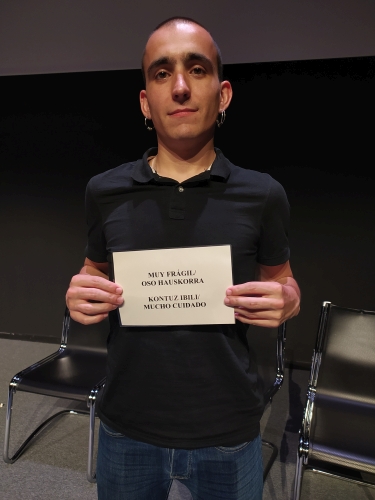 MUY FRÁGIL/
OSO HAUSKORRA
KONTUZ IBILI/
MUCHO CUIDADO